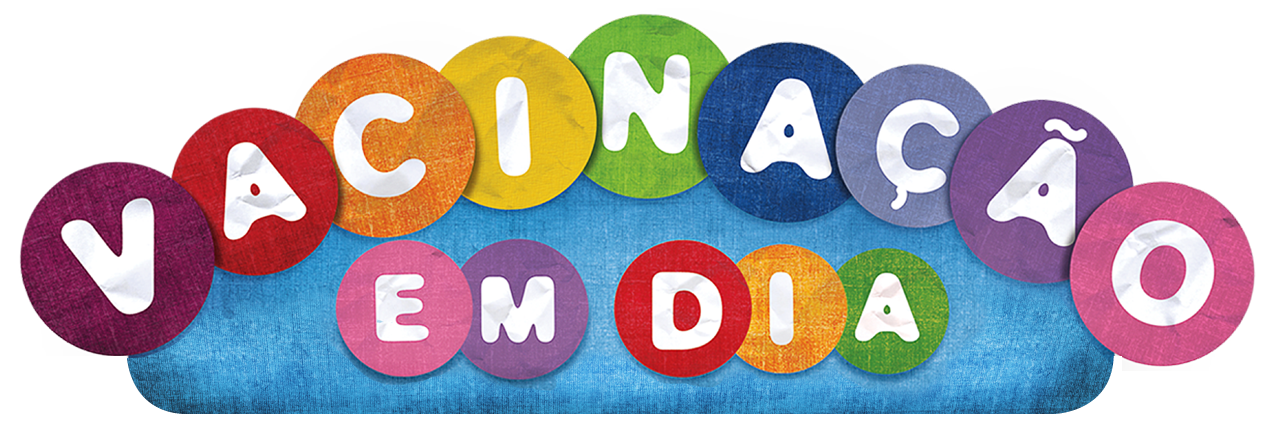 VACINAÇÃO
EM DIA